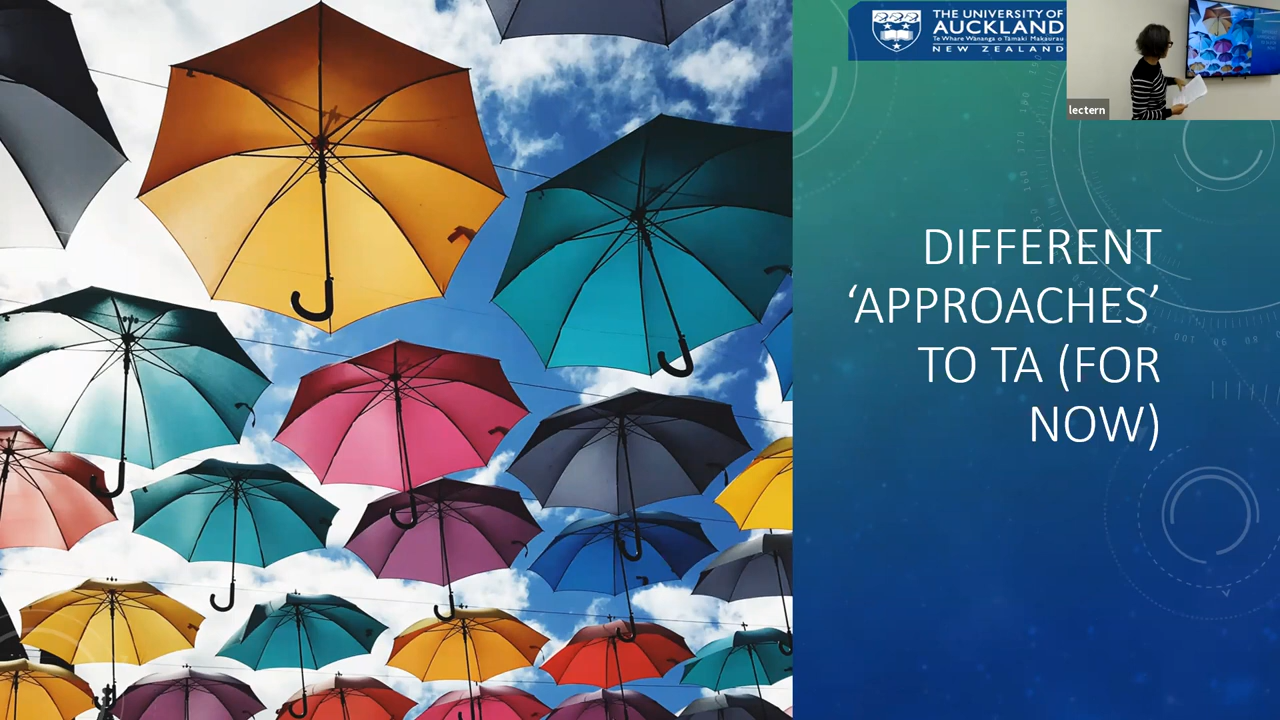 THE UNIVERSITY OF
AUCKLAND
Te Whare Wānanga o Tāmaki Makaurau
NEW ZEALAND
lectern
DIFFERENT
‘APPROACHES’
TO TA (FOR
NOW)